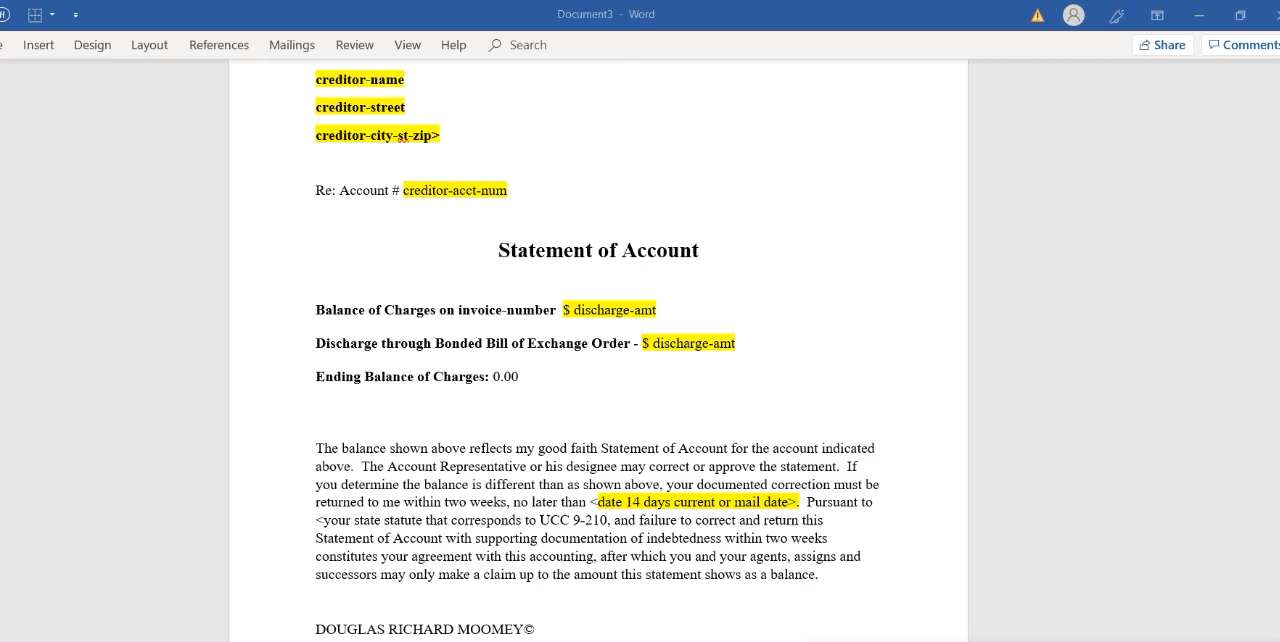 ff
Document3 - Word
e Insert Design Layout References Mailings Review View Help Search Share Comments
creditor-name
creditor-street
creditor-city-st-zip>
Re: Account # creditor-acct-num
Statement of Account
Balance of Charges on invoice-number $ discharge-amt
Discharge through Bonded Bill of Exchange Order - $ discharge-amt
Ending Balance of Charges: 0.00
The balance shown above reflects my good faith Statement of Account for the account indicated
above. The Account Representative or his designee may correct or approve the statement. If
you determine the balance is different than as shown above, your documented correction must be
returned to me within two weeks, no later than <date 14 days current or mail date>. Pursuant to
<your state statute that corresponds to UCC 9-210, and failure to correct and return this
Statement of Account with supporting documentation of indebtedness within two weeks
constitutes your agreement with this accounting, after which you and your agents, assigns and
successors may only make a claim up to the amount this statement shows as a balance.
DOUGLAS RICHARD MOOMEY©